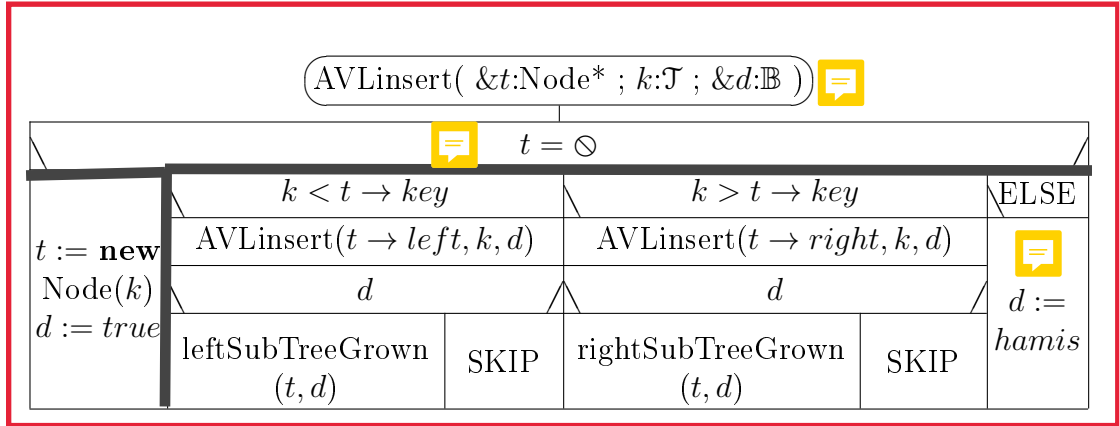 AVLinsert( &t:Node* ; k:𝒯 ; &d:𝔹 )
t = ⦸
k < t → key
k > t → key
ELSE
AVLinsert(t → left, k, d)
AVLinsert(t → right, k, d)
t := new
Node(k)
d := true
d
d
d :=
hamis
leftSubTreeGrown
(t, d)
SKIP
rightSubTreeGrown
(t, d)
SKIP